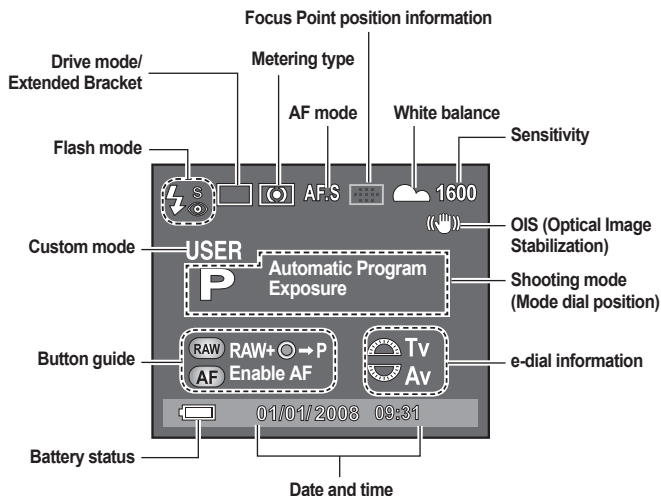 Focus Point position information
Drive mode/
Extended Bracket
Metering type
AF mode
White balance
Sensitivity
Flash mode
S
AF.S
1600
OIS (Optical Image
Stabilization)
Custom mode
USER
P
Automatic Program
Exposure
Shooting mode
(Mode dial position)
Button guide
RAW RAW+ → P
AF Enable AF
Tv
Av
e-dial information
01/01/2008 09:31
Battery status
Date and time